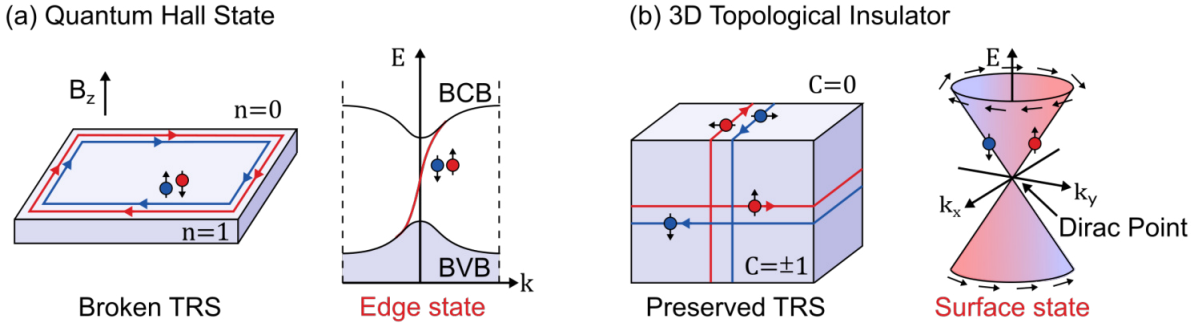 (a) Quantum Hall State
B_z
n=0
n=1
Broken TRS
E
BCB
BVB
k
Edge state
(b) 3D Topological Insulator
C=0
C=±1
Preserved TRS
E
k_x
k_y
Dirac Point
Surface state